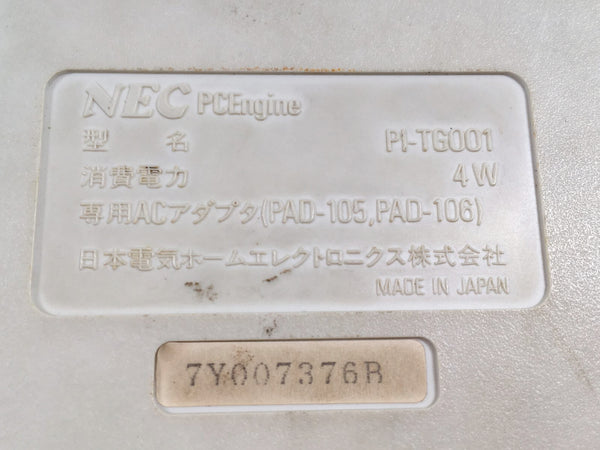 NEC PCEngine
型 名 PI-TG001
消費電力 4W
専用ACアダプタ(PAD-105,PAD-106)
日本電気ホームエレクトロニクス株式会社
MADE IN JAPAN
7Y007376B